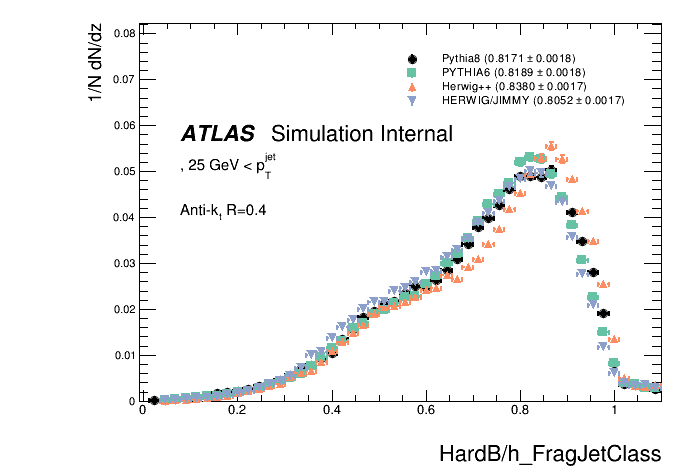 1/N dN/dz
0.08
0.07
0.06
0.05
0.04
0.03
0.02
0.01
0
Pythia8 (0.8171 ± 0.0018)
PYTHIA6 (0.8189 ± 0.0018)
Herwig++ (0.8380 ± 0.0017)
HERWIG/JIMMY (0.8052 ± 0.0017)
ATLAS Simulation Internal
, 25 GeV < p_T^jet
Anti-k_t R=0.4
0 0.2 0.4 0.6 0.8 1
HardB/h_FragJetClass